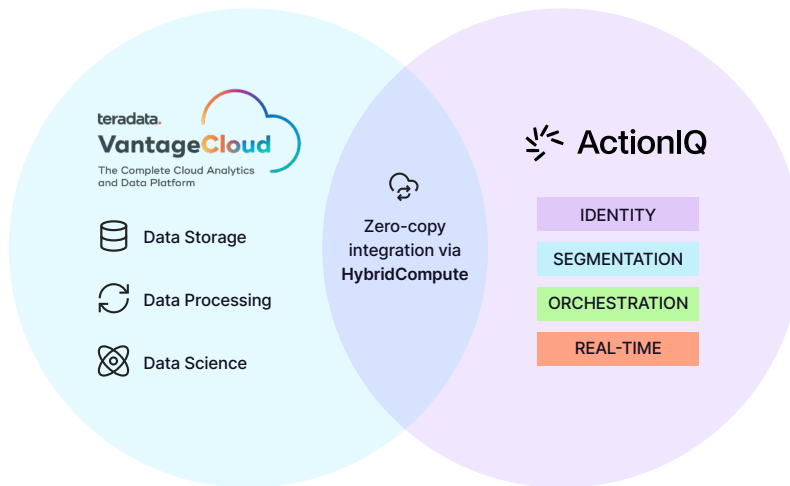 teradata.
VantageCloud
The Complete Cloud Analytics
and Data Platform
Data Storage
Data Processing
Data Science
Zero-copy
integration via
HybridCompute
ActionIQ
IDENTITY
SEGMENTATION
ORCHESTRATION
REAL-TIME